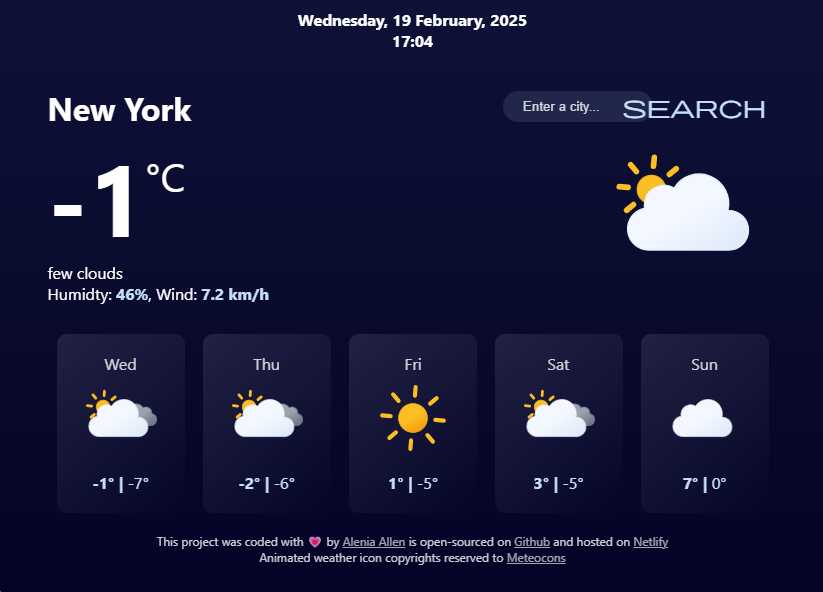 Wednesday, 19 February, 2025
17:04
New York
Enter a city...
SEARCH
-1 °C
few clouds
Humidty: 46%, Wind: 7.2 km/h
Wed Thu Fri Sat Sun
-1° | -7° -2° | -6° 1° | -5° 3° | -5° 7° | 0°
This project was coded with 💗 by Alenia Allen is open-sourced on Github and hosted on Netlify
Animated weather icon copyrights reserved to Meteocons